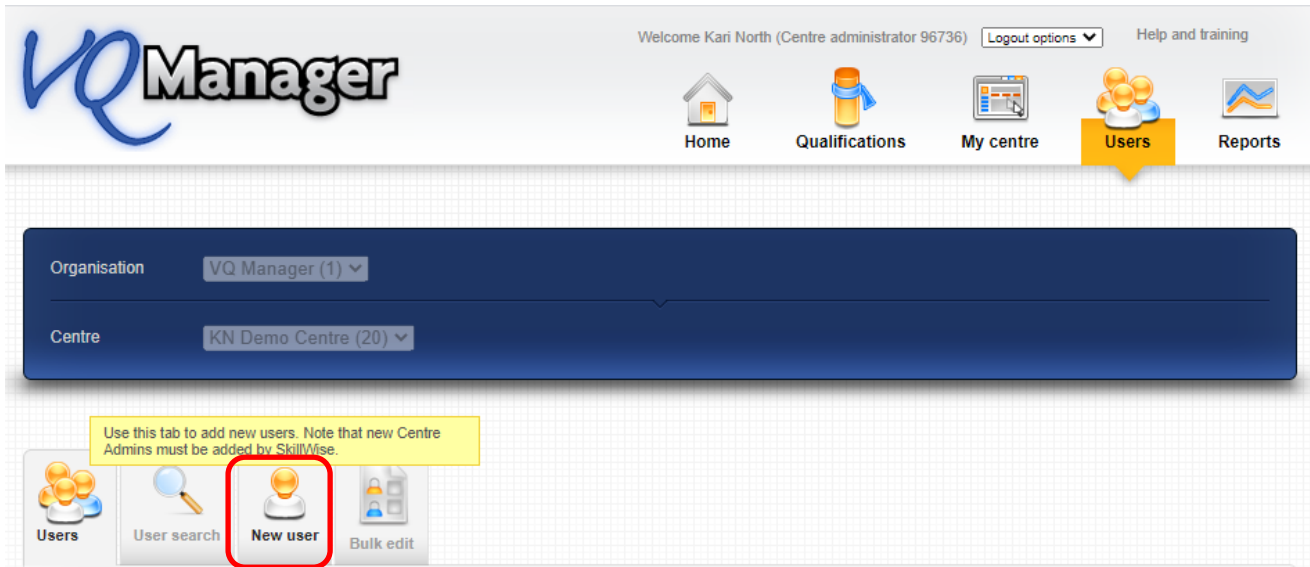 VQManager
Welcome Kari North (Centre administrator 96736) Logout options Help and training
Home Qualifications My centre Users Reports
Organisation VQ Manager (1)
Centre KN Demo Centre (20)
Use this tab to add new users. Note that new Centre
Admins must be added by SkillWise.
Users User search New user Bulk edit